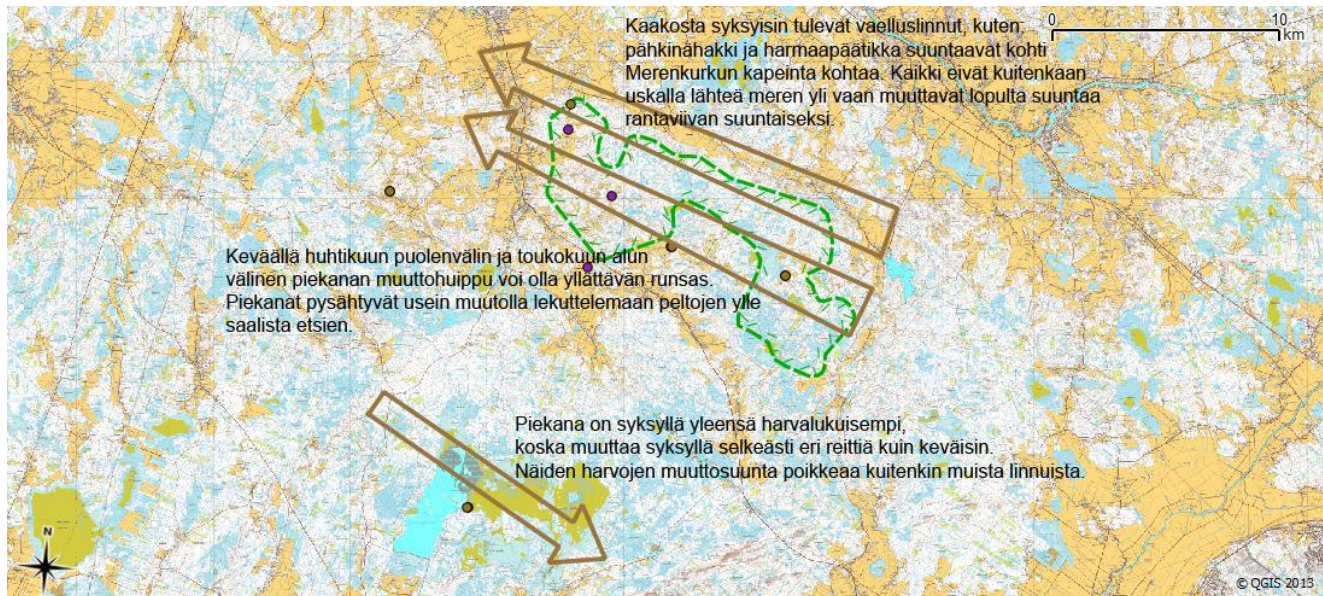 Kaakosta syksyisin tulevät vaelluslinnut, kuten
pähkinähakki ja harmaapäätikka suuntaavat kohti
Merenkurkun kapeinta kohtaa. Kaikki eivät kuitenkaan
uskalla lähteä meren yli vaan muuttavat lopulta suuntaa
rantaviivan suuntaiseksi.
0 10
km
Keväällä huhtikuun puolenvälin ja toukokuun alun
välinen piekanan muuttohuippu voi olla yllättävän runsas.
Piekanat pysähtyvät usein muutolla lekuttelemaan peltojen ylle
saalista etsien.
Piekana on syksyllä yleensä harvalukuisempi,
koska muuttaa syksyllä selkeästi eri reittiä kuin keväisin.
Näiden harvojen muuttosuunta poikkeaa kuitenkin muista linnuista.
N
© QGIS 2013